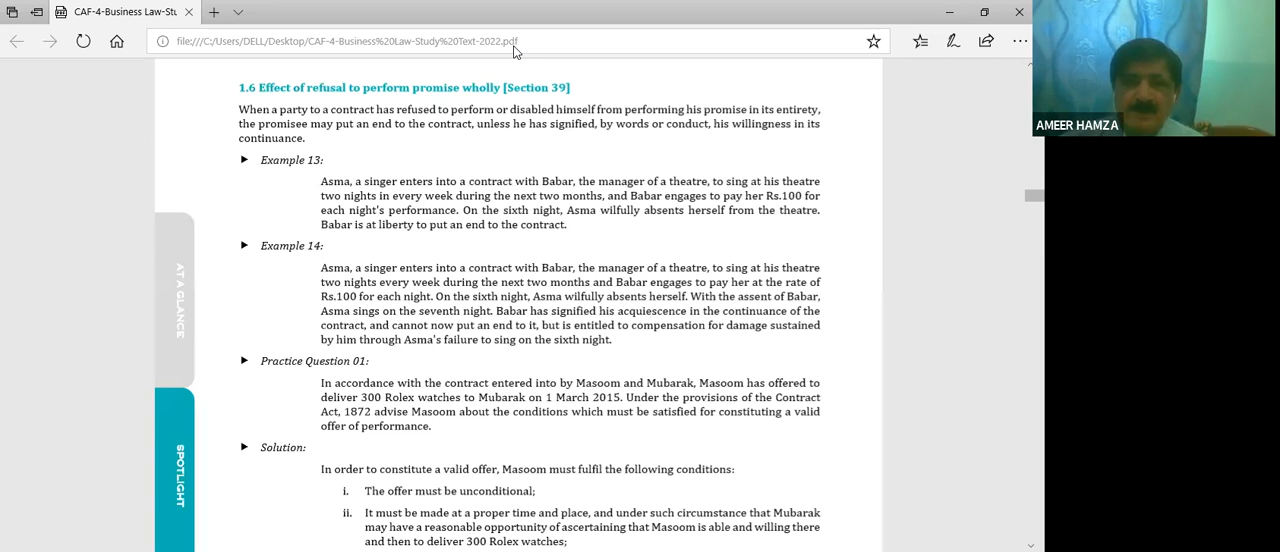 CAF-4-Business Law-Stu
file:///C:/Users/DELL/Desktop/CAF-4-Business%20Law-Study%20Text-2022.pdf
AMEER HAMZA
1.6 Effect of refusal to perform promise wholly [Section 39]
When a party to a contract has refused to perform or disabled himself from performing his promise in its entirety,
the promisee may put an end to the contract, unless he has signified, by words or conduct, his willingness in its
continuance.
Example 13:
Asma, a singer enters into a contract with Babar, the manager of a theatre, to sing at his theatre
two nights in every week during the next two months, and Babar engages to pay her Rs.100 for
each night's performance. On the sixth night, Asma wilfully absents herself from the theatre.
Babar is at liberty to put an end to the contract.
Example 14:
Asma, a singer enters into a contract with Babar, the manager of a theatre, to sing at his theatre
two nights every week during the next two months and Babar engages to pay her at the rate of
Rs.100 for each night. On the sixth night, Asma wilfully absents herself. With the assent of Babar,
Asma sings on the seventh night. Babar has signified his acquiescence in the continuance of the
contract, and cannot now put an end to it, but is entitled to compensation for damage sustained
by him through Asma's failure to sing on the sixth night.
Practice Question 01:
In accordance with the contract entered into by Masoom and Mubarak, Masoom has offered to
deliver 300 Rolex watches to Mubarak on 1 March 2015. Under the provisions of the Contract
Act, 1872 advise Masoom about the conditions which must be satisfied for constituting a valid
offer of performance.
Solution:
In order to constitute a valid offer, Masoom must fulfil the following conditions:
i. The offer must be unconditional;
ii. It must be made at a proper time and place, and under such circumstance that Mubarak
may have a reasonable opportunity of ascertaining that Masoom is able and willing there
and then to deliver 300 Rolex watches;
AT A GLANCE
SPOTLIGHT